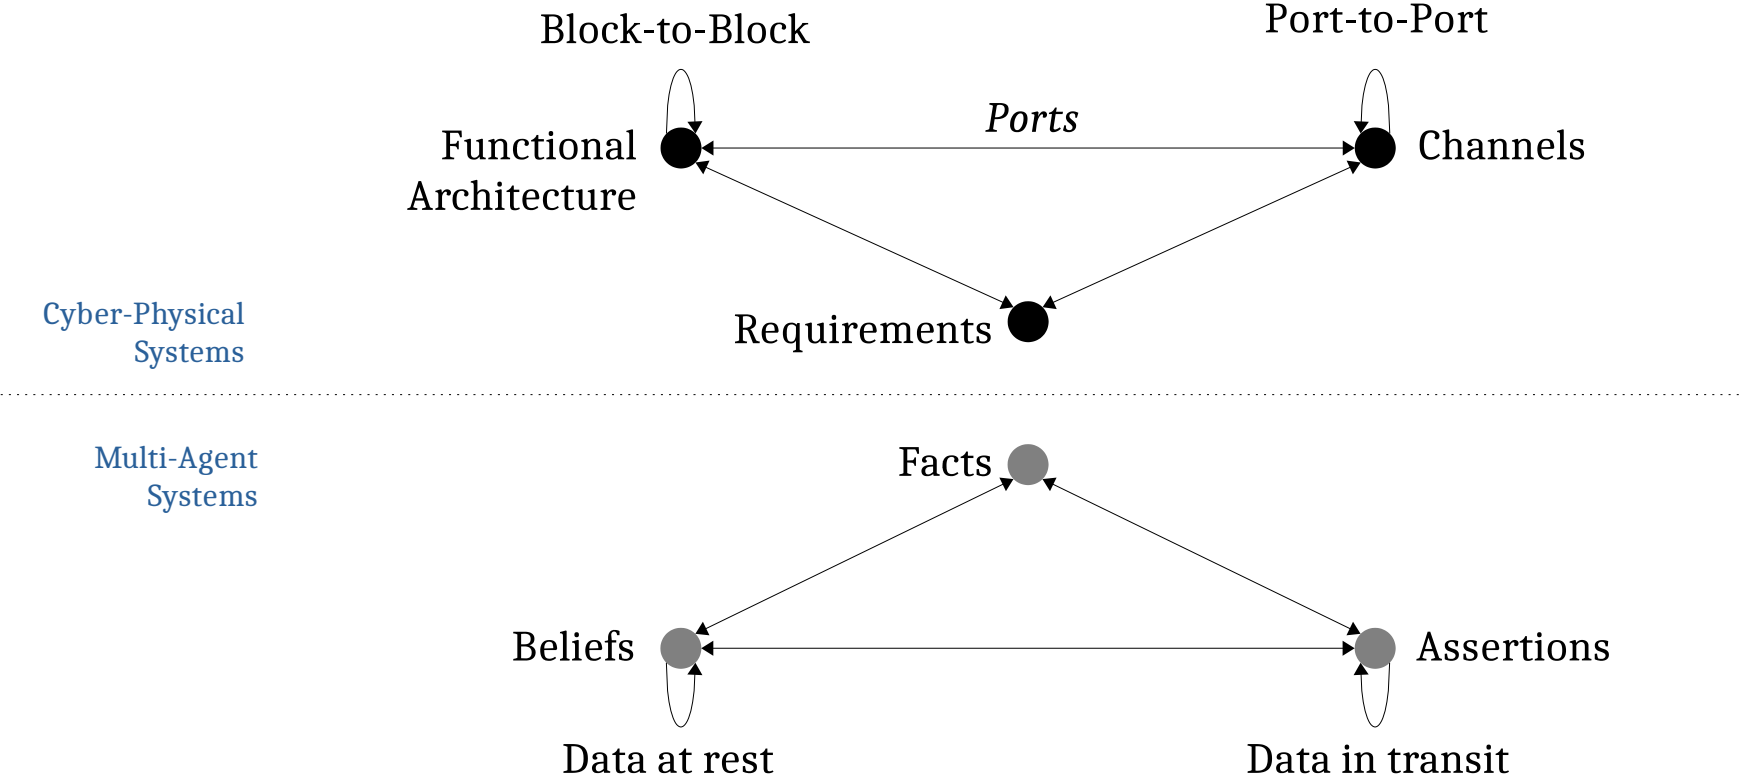 Block-to-Block
Port-to-Port
Ports
Functional
Architecture
Channels
Requirements
Cyber-Physical
Systems
Multi-Agent
Systems
Facts
Beliefs
Assertions
Data at rest
Data in transit